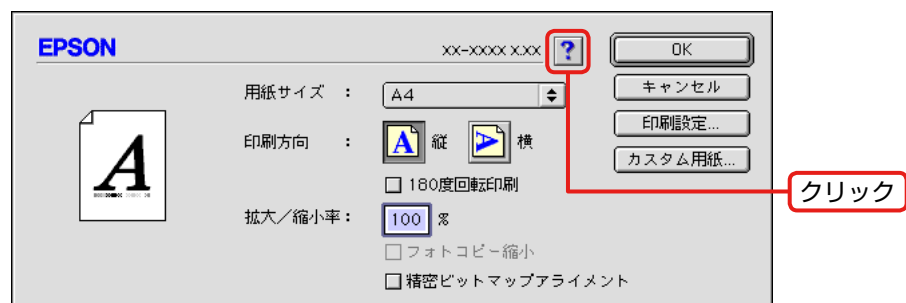 EPSON
xx-xxxx x.xx
?
OK
用紙サイズ ：
A4
キャンセル
印刷方向 ：
A
縦
A
横
印刷設定...
カスタム用紙...
A
180度回転印刷
クリック
拡大／縮小率：
100
%
フォトコピー縮小
精密ビットマップアライメント